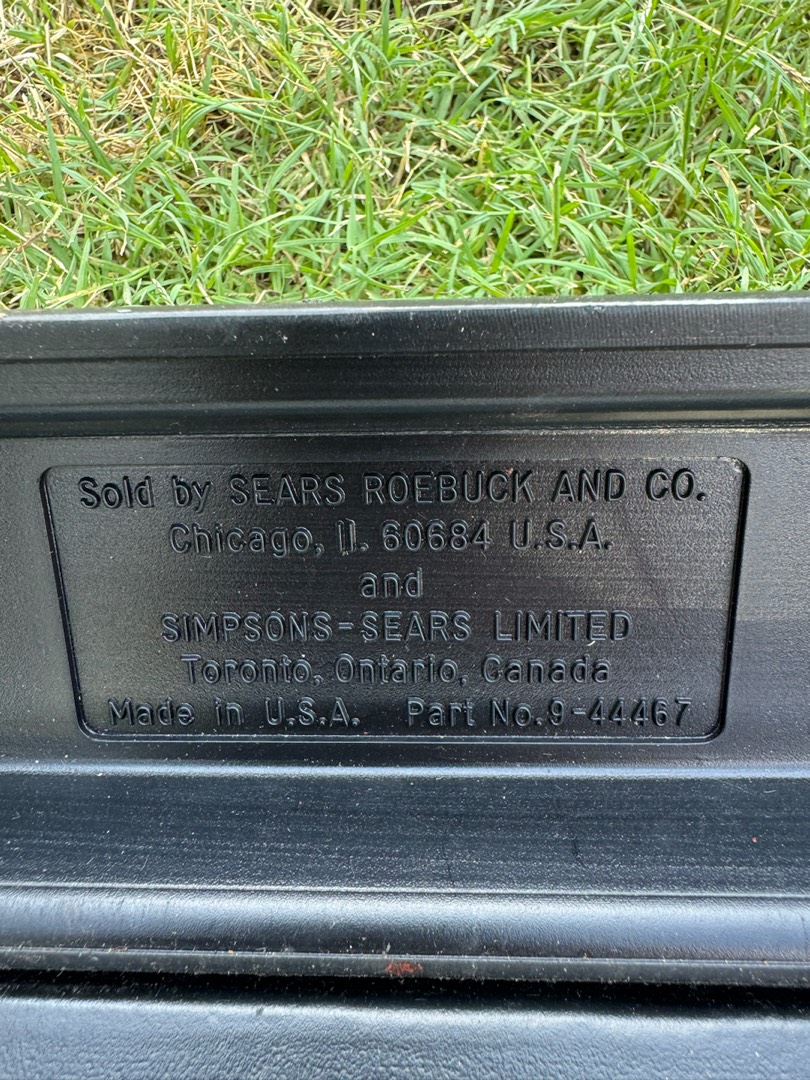 Sold by SEARS ROEBUCK AND CO.
Chicago, Il. 60684 U.S.A.
and
SIMPSONS-SEARS LIMITED
Toronto, Ontario, Canada
Made in U.S.A. Part No. 9-44467